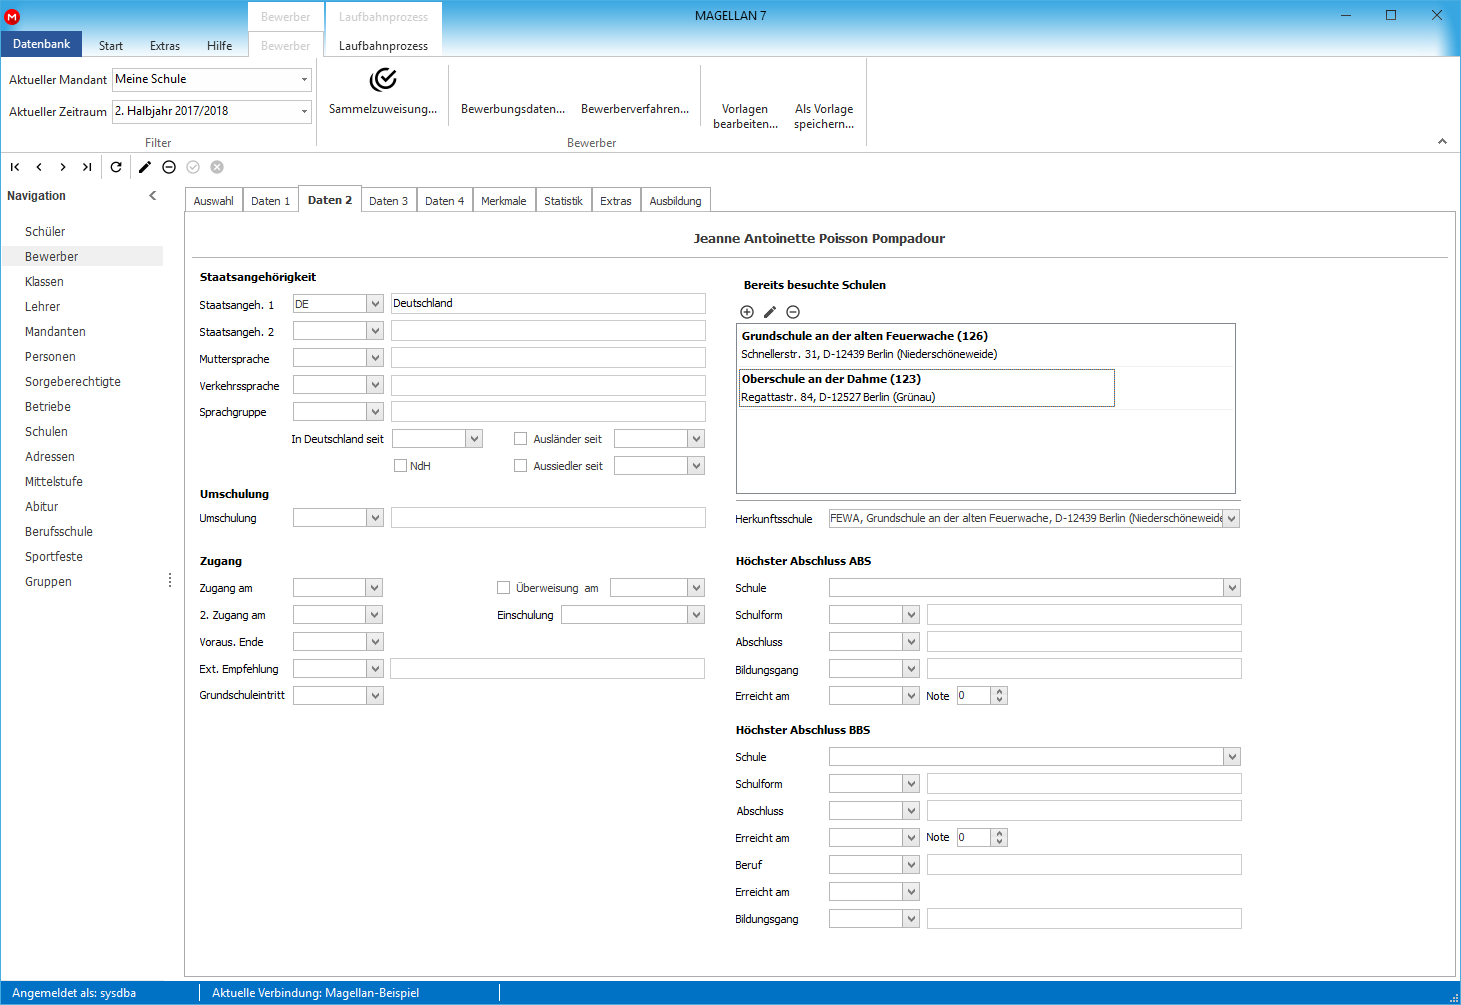 Bewerber
Laufbahnprozess
MAGELLAN 7
Datenbank
Start
Extras
Hilfe
Bewerber
Laufbahnprozess
Aktueller Mandant
Meine Schule
Aktueller Zeitraum
2. Halbjahr 2017/2018
Filter
Sammelzuweisung...
Bewerbungsdaten...
Bewerberverfahren...
Vorlagen
bearbeiten...
Als Vorlage
speichern...
Bewerber
Navigation
Schüler
Bewerber
Klassen
Lehrer
Mandanten
Personen
Sorgeberechtigte
Betriebe
Schulen
Adressen
Mittelstufe
Abitur
Berufsschule
Sportfeste
Gruppen
Auswahl
Daten 1
Daten 2
Daten 3
Daten 4
Merkmale
Statistik
Extras
Ausbildung
Jeanne Antoinette Poisson Pompadour
Staatsangehörigkeit
Staatsangeh. 1
DE
Deutschland
Staatsangeh. 2
Muttersprache
Verkehrssprache
Sprachgruppe
In Deutschland seit
Ausländer seit
NdH
Aussiedler seit
Umschulung
Umschulung
Zugang
Zugang am
Überweisung am
2. Zugang am
Einschulung
Voraus. Ende
Ext. Empfehlung
Grundschuleintritt
Bereits besuchte Schulen
Grundschule an der alten Feuerwache (126)
Schnellerstr. 31, D-12439 Berlin (Niederschöneweide)
Oberschule an der Dahme (123)
Regattastr. 84, D-12527 Berlin (Grünau)
Herkunftsschule
FEWA, Grundschule an der alten Feuerwache, D-12439 Berlin (Niederschöneweide
Höchster Abschluss ABS
Schule
Schulform
Abschluss
Bildungsgang
Erreicht am
Note
0
Höchster Abschluss BBS
Schule
Schulform
Abschluss
Erreicht am
Note
0
Beruf
Erreicht am
Bildungsgang
Angemeldet als: sysdba
Aktuelle Verbindung: Magellan-Beispiel